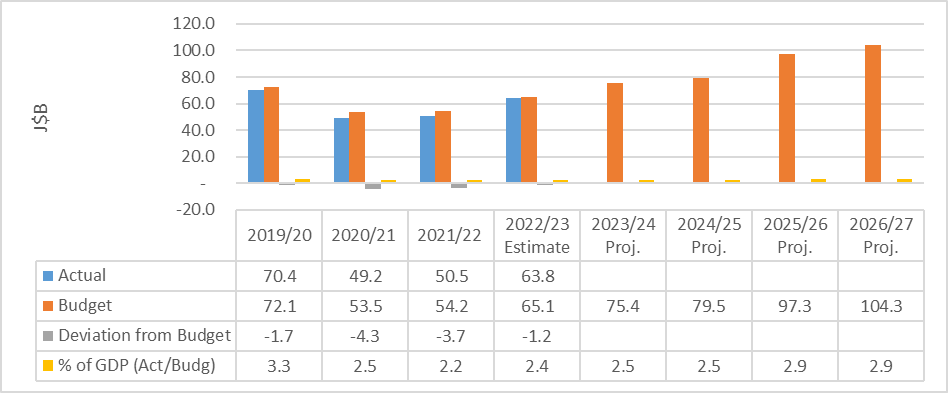 120.0
100.0
80.0
60.0
40.0
20.0
-
-20.0
J$B
2019/20 2020/21 2021/22 2022/23 Estimate 2023/24 Proj. 2024/25 Proj. 2025/26 Proj. 2026/27 Proj.
Actual 70.4 49.2 50.5 63.8
Budget 72.1 53.5 54.2 65.1 75.4 79.5 97.3 104.3
Deviation from Budget -1.7 -4.3 -3.7 -1.2
% of GDP (Act/Budg) 3.3 2.5 2.2 2.4 2.5 2.5 2.9 2.9